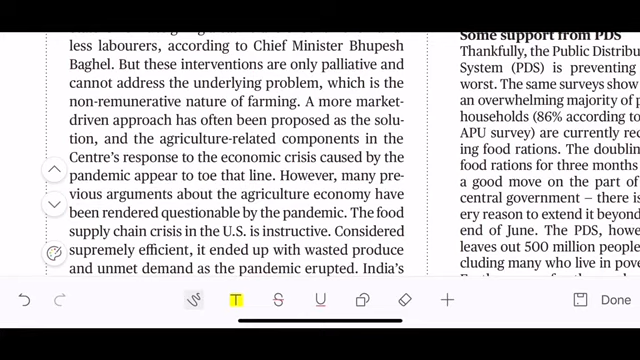 less labourers, according to Chief Minister Bhupesh
Baghel. But these interventions are only palliative and
cannot address the underlying problem, which is the
non-remunerative nature of farming. A more market-
driven approach has often been proposed as the solu-
tion, and the agriculture-related components in the
Centre's response to the economic crisis caused by the
pandemic appear to toe that line. However, many pre-
vious arguments about the agriculture economy have
been rendered questionable by the pandemic. The food
supply chain crisis in the U.S. is instructive. Considered
supremely efficient, it ended up with wasted produce
and unmet demand as the pandemic erupted. India's
Some support from PDS
Thankfully, the Public Distribu
System (PDS) is preventing
worst. The same surveys show
an overwhelming majority of p
households (86% according to
APU survey) are currently rec
ing food rations. The doublin
food rations for three months
a good move on the part of
central government – there is
ery reason to extend it beyond
end of June. The PDS, howe
leaves out 500 million people
cluding many who live in pove
T S U Done